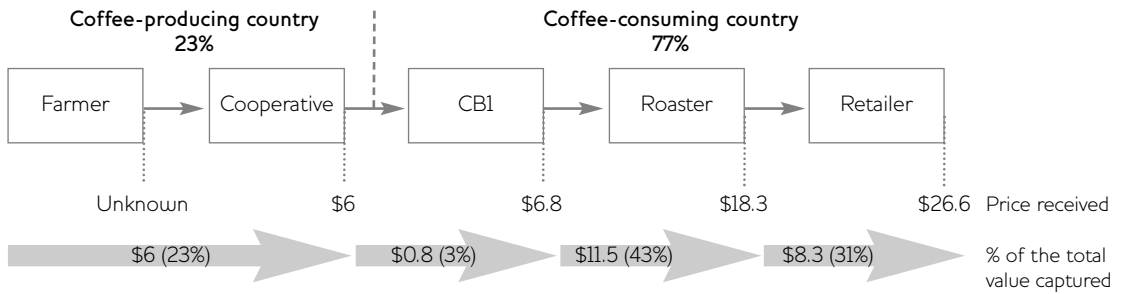 Coffee-producing country
23%
Coffee-consuming country
77%
Farmer
Cooperative
CB1
Roaster
Retailer
Unknown
$6
$6.8
$18.3
$26.6
Price received
$6 (23%)
$0.8 (3%)
$11.5 (43%)
$8.3 (31%)
% of the total
value captured